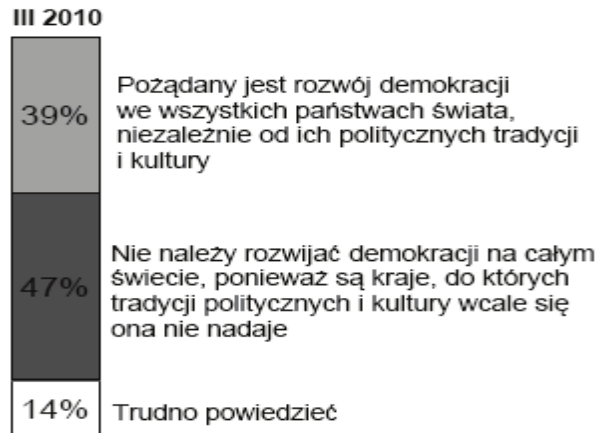 III 2010
39%
Pożądany jest rozwój demokracji
we wszystkich państwach świata,
niezależnie od ich politycznych tradycji
i kultury
47%
Nie należy rozwijać demokracji na całym
świecie, ponieważ są kraje, do których
tradycji politycznych i kultury wcale się
ona nie nadaje
14%
Trudno powiedzieć